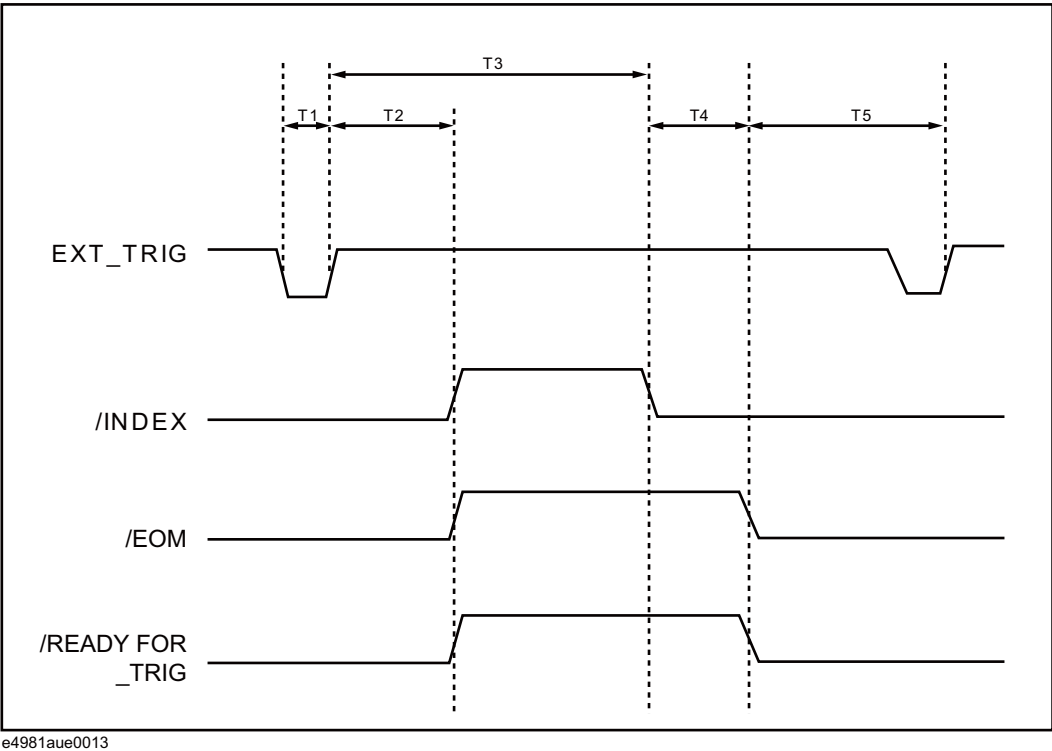 T3
T1 T2 T4 T5
EXT_TRIG
/INDEX
/EOM
/READY FOR
_TRIG
e4981aue0013